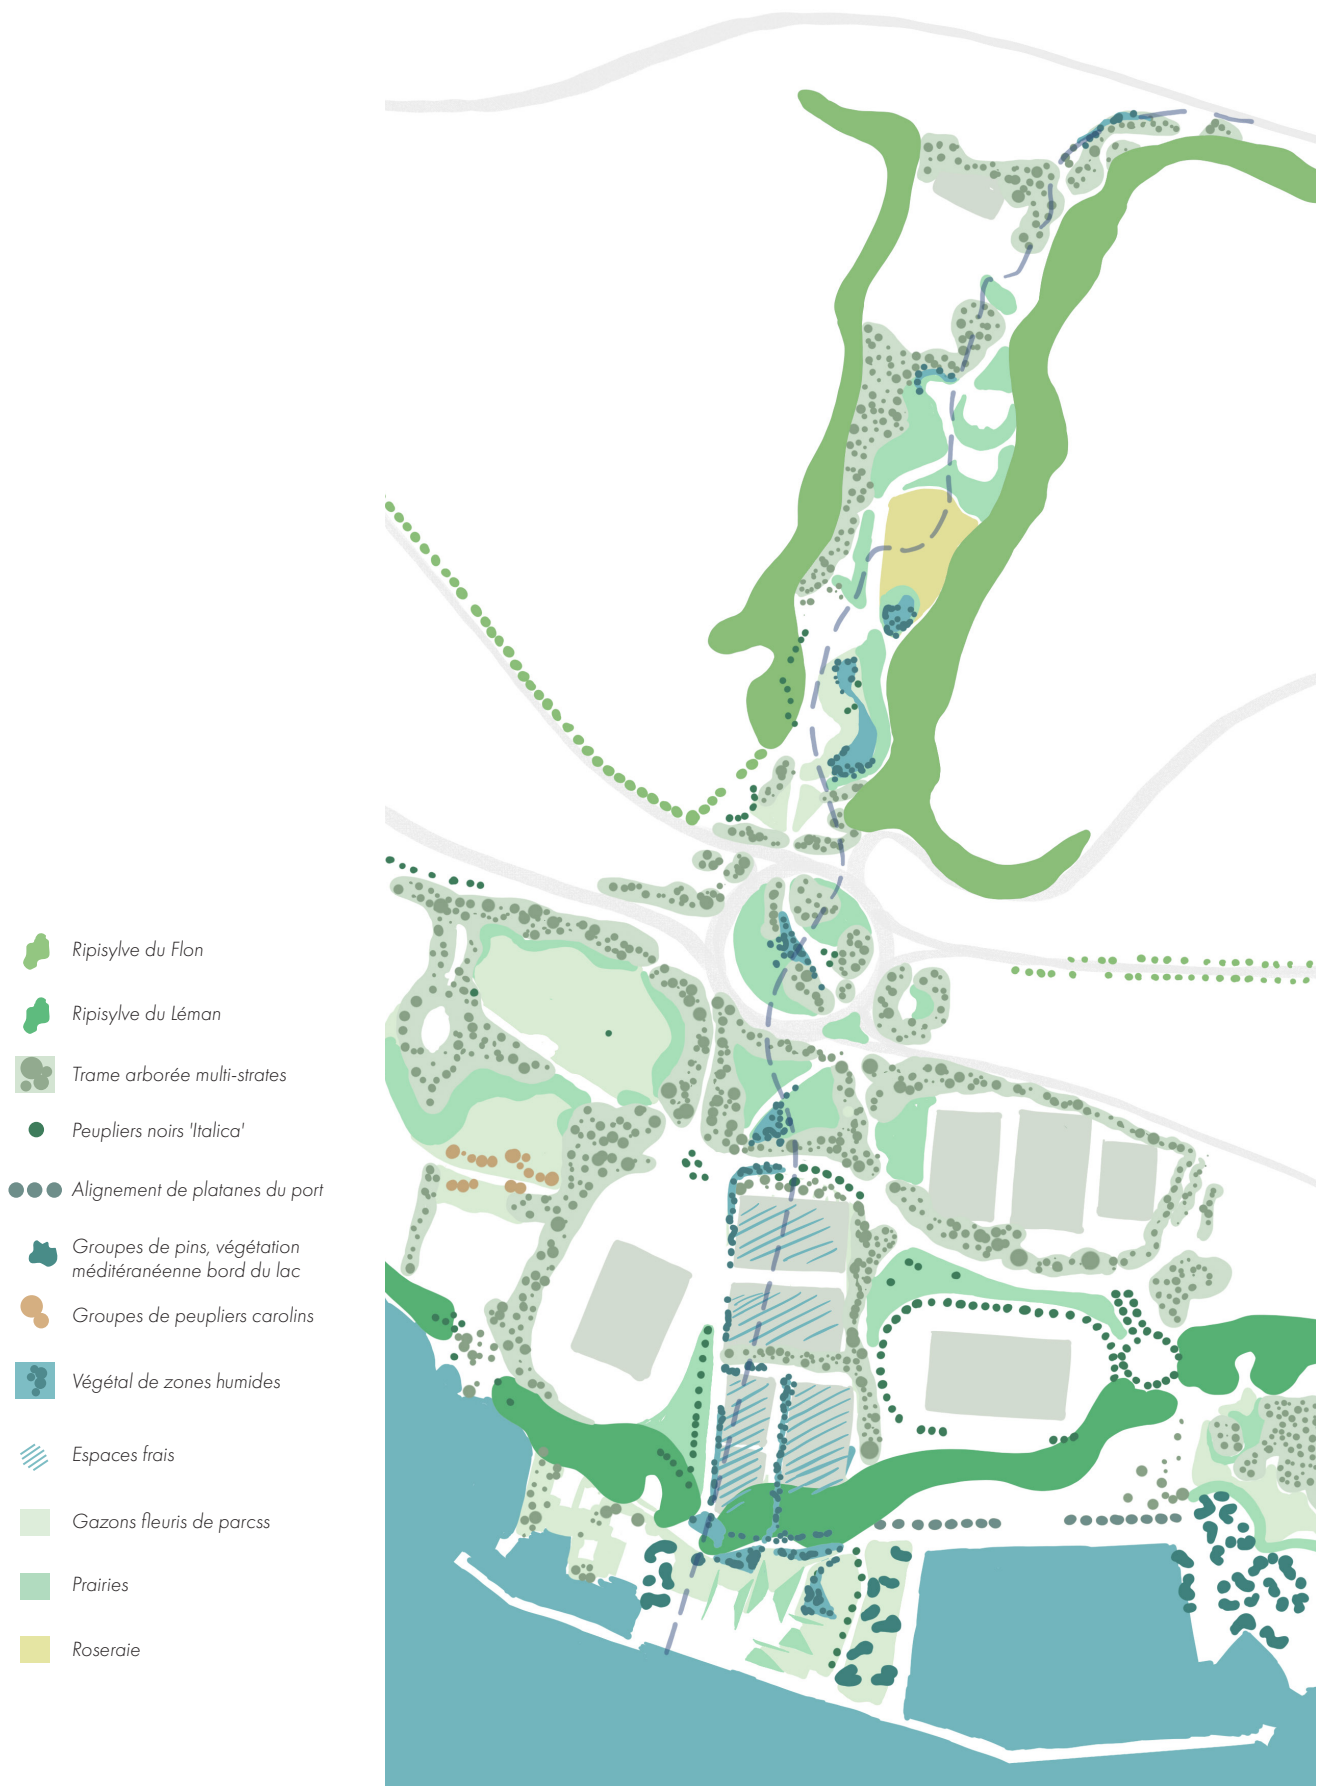 Ripisylve du Flon
Ripisylve du Léman
Trame arborée multi-strates
Peupliers noirs 'Italica'
Alignement de platanes du port
Groupes de pins, végétation
méditéranéenne bord du lac
Groupes de peupliers carolins
Végétal de zones humides
Espaces frais
Gazons fleuris de parcss
Prairies
Roseraie